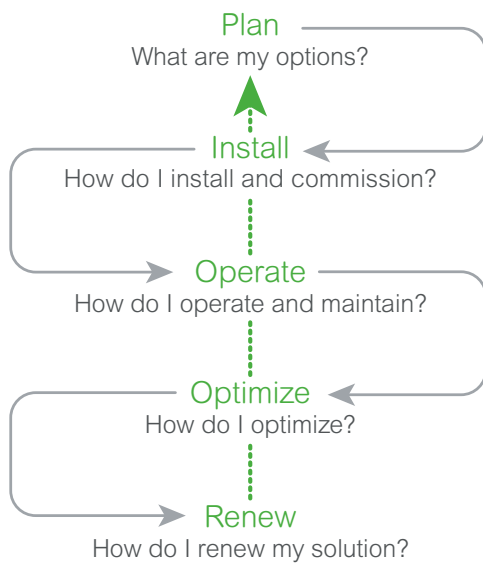 Plan
What are my options?
Install
How do I install and commission?
Operate
How do I operate and maintain?
Optimize
How do I optimize?
Renew
How do I renew my solution?